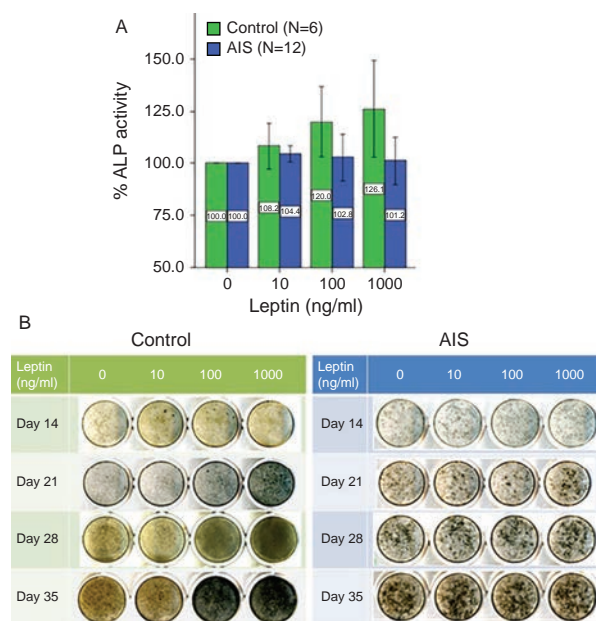 A
Control (N=6)
AIS (N=12)
% ALP activity
150.0
125.0
100.0
75.0
50.0
100.0 100.0 108.2 104.4 120.0 102.8 126.1 101.2
0 10 100 1000
Leptin (ng/ml)
B
Control AIS
Leptin (ng/ml) 0 10 100 1000 Leptin (ng/ml) 0 10 100 1000
Day 14 Day 14
Day 21 Day 21
Day 28 Day 28
Day 35 Day 35